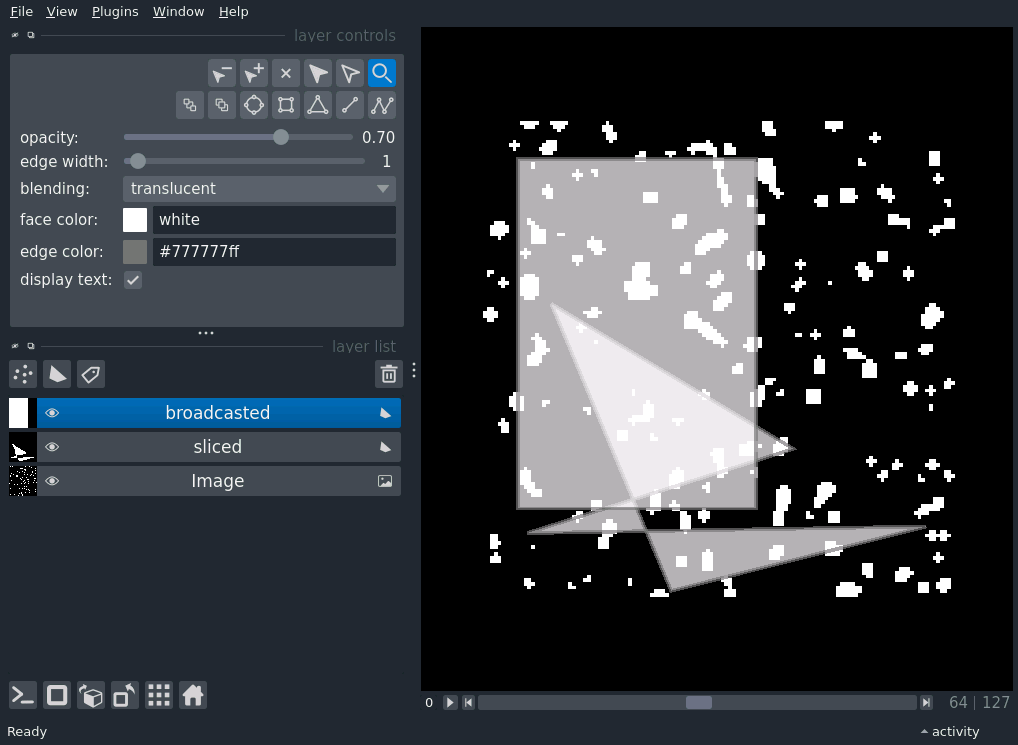 File View Plugins Window Help
layer controls
opacity: 0.70
edge width: 1
blending: translucent
face color: white
edge color: #777777ff
display text:
layer list
broadcasted
sliced
Image
0 64 | 127
Ready activity